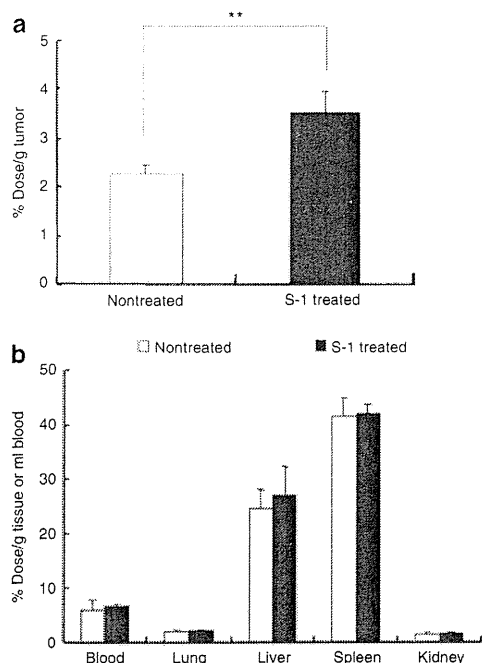 a
**
5
4
3
2
1
0
% Dose/g tumor
Nontreated
S-1 treated
b
Nontreated
S-1 treated
50
40
30
20
10
0
% Dose/g tissue or ml blood
Blood
Lung
Liver
Spleen
Kidney